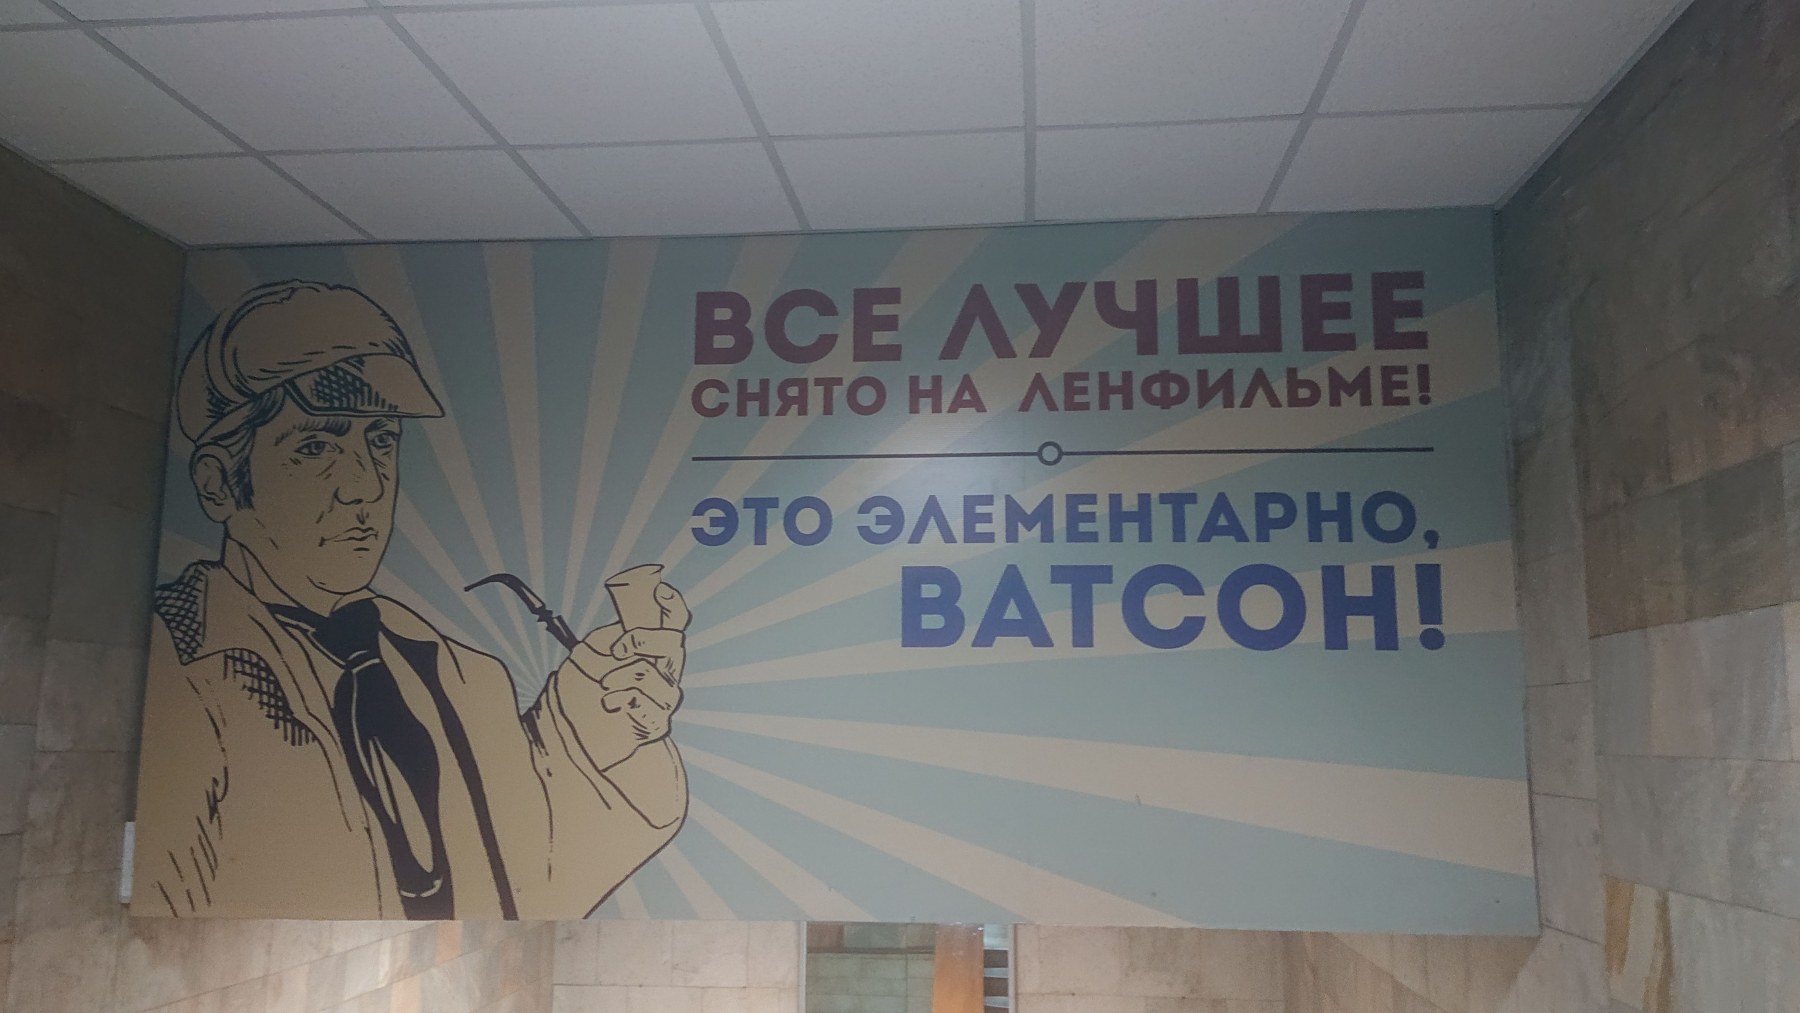 ВСЕ ЛУЧШЕЕ
СНЯТО НА ЛЕНФИЛЬМЕ!
ЭТО ЭЛЕМЕНТАРНО,
ВАТСОН!